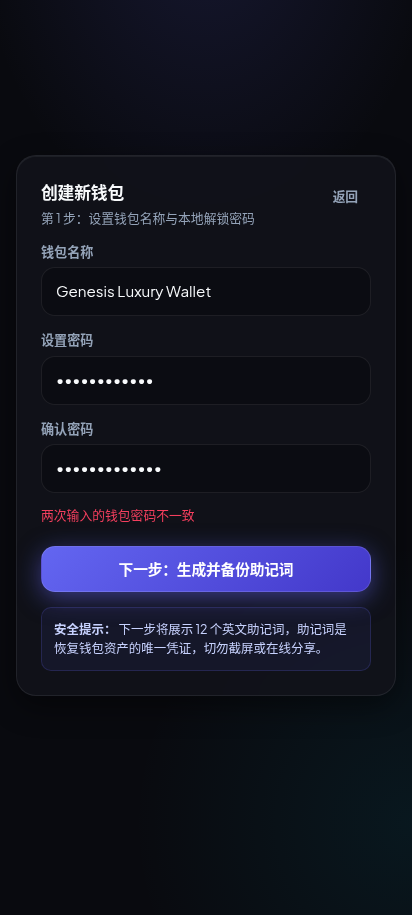 创建新钱包
返回
第1步：设置钱包名称与本地解锁密码
钱包名称
Genesis Luxury Wallet
设置密码
••••••••••••
确认密码
•••••••••••••
两次输入的钱包密码不一致
下一步：生成并备份助记词
安全提示： 下一步将展示 12 个英文助记词，助记词是
恢复钱包资产的唯一凭证，切勿截屏或在线分享。